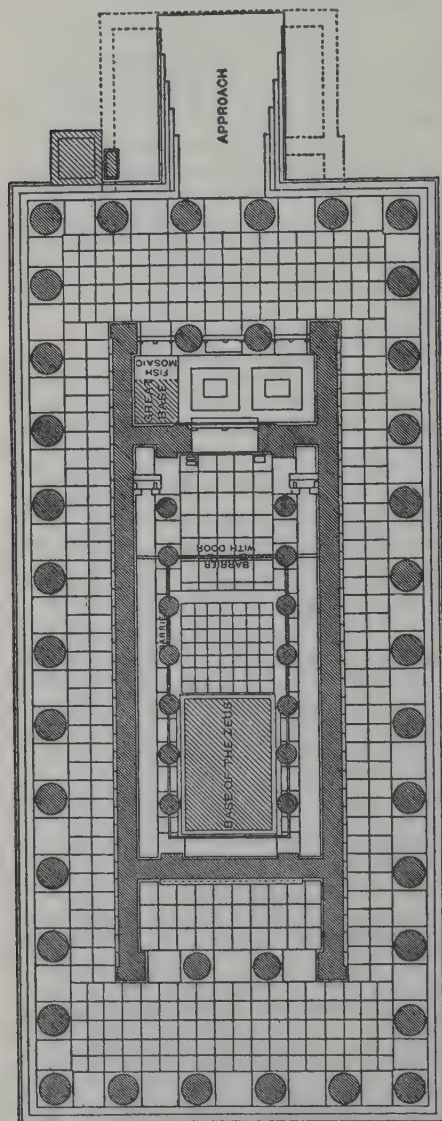 APPROACH
FISH
MOSAIC
GREAT
BASE
BARRIER
WITH DOOR
BASE OF THE ZEUS